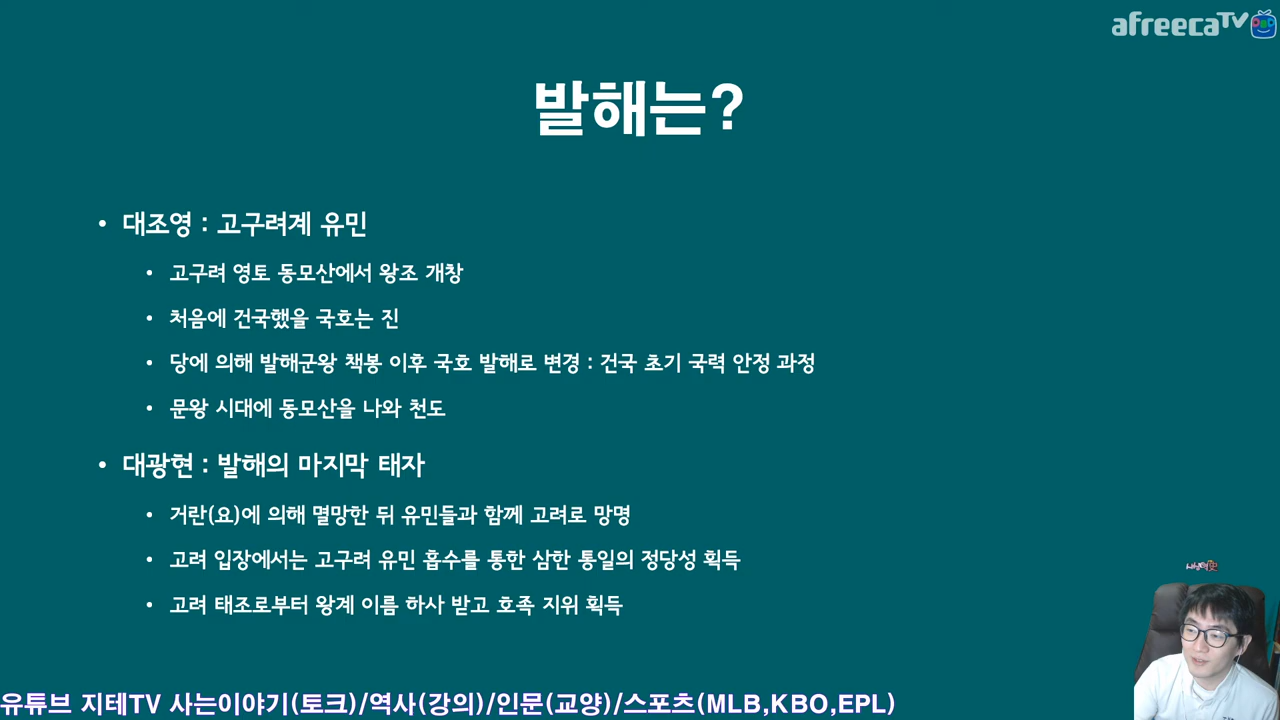 afreecaTV
발해는?
• 대조영 : 고구려계 유민
• 고구려 영토 동모산에서 왕조 개창
• 처음에 건국했을 국호는 진
• 당에 의해 발해군왕 책봉 이후 국호 발해로 변경 : 건국 초기 국력 안정 과정
• 문왕 시대에 동모산을 나와 천도
• 대광현 : 발해의 마지막 태자
• 거란(요)에 의해 멸망한 뒤 유민들과 함께 고려로 망명
• 고려 입장에서는 고구려 유민 흡수를 통한 삼한 통일의 정당성 획득
• 고려 태조로부터 왕계 이름 하사 받고 호족 지위 획득
유튜브 지테TV 사는이야기(토크)/역사(강의)/인문(교양)/스포츠(MLB,KBO,EPL)